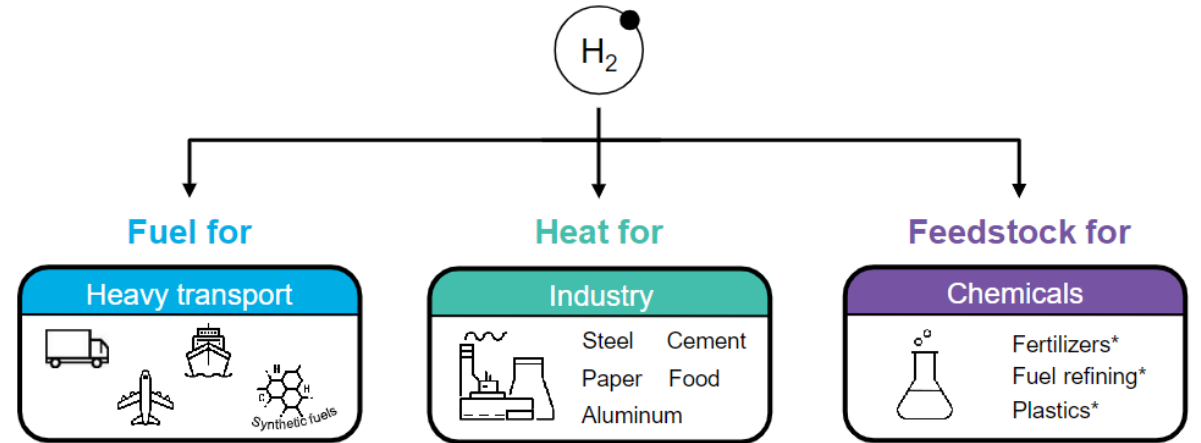 H₂
Fuel for
Heat for
Feedstock for
Heavy transport
Industry
Chemicals
H
C
H
Synthetic fuels
Steel Cement
Paper Food
Aluminum
Fertilizers*
Fuel refining*
Plastics*